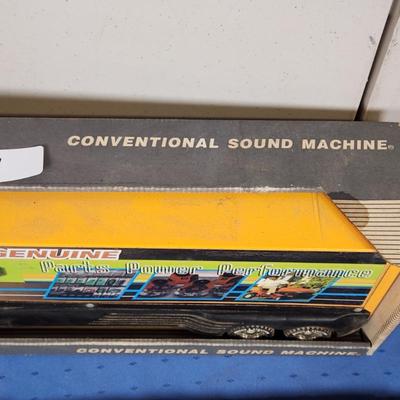 CONVENTIONAL SOUND MACHINE®
GENUINE
Parts Power Performance
CONVENTIONAL SOUND MACHINE®